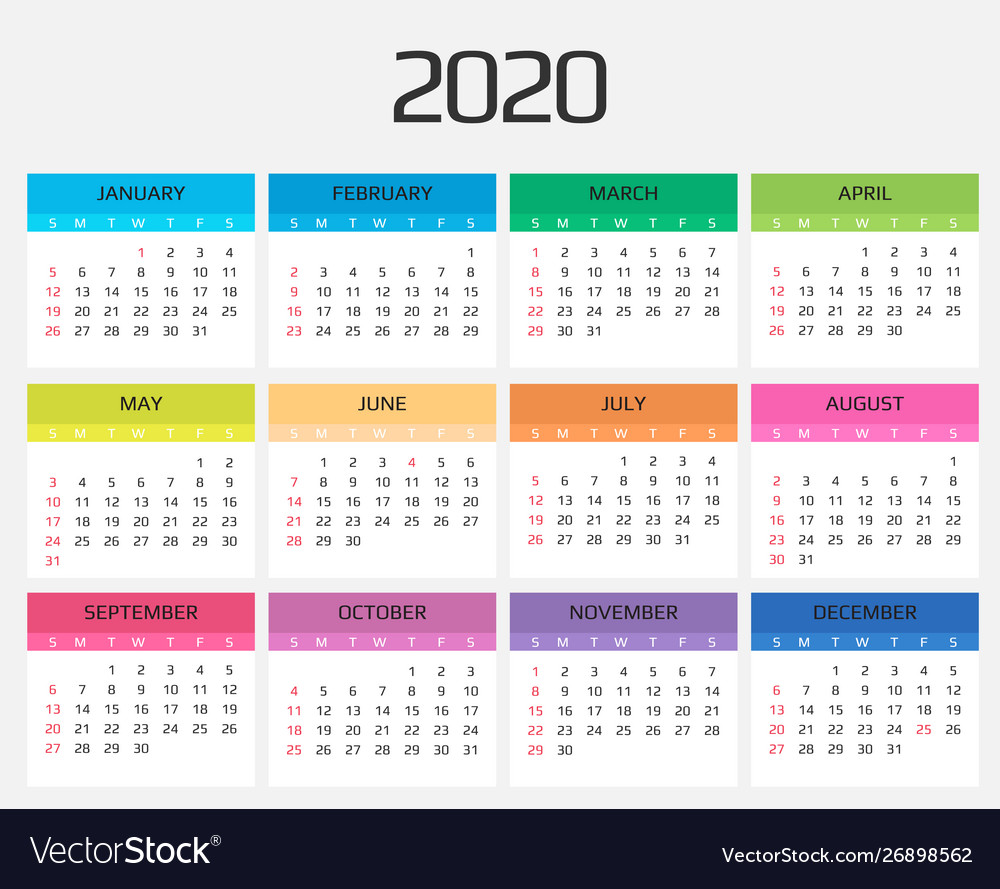 2020
JANUARY FEBRUARY MARCH APRIL
S M T W T F S S M T W T F S S M T W T F S S M T W T F S
1 2 3 4 1 1 2 3 4 5 6 7 1 2 3 4
5 6 7 8 9 10 11 2 3 4 5 6 7 8 8 9 10 11 12 13 14 5 6 7 8 9 10 11
12 13 14 15 16 17 18 9 10 11 12 13 14 15 15 16 17 18 19 20 21 12 13 14 15 16 17 18
19 20 21 22 23 24 25 16 17 18 19 20 21 22 22 23 24 25 26 27 28 19 20 21 22 23 24 25
26 27 28 29 30 31 23 24 25 26 27 28 29 29 30 31 26 27 28 29 30
MAY JUNE JULY AUGUST
S M T W T F S S M T W T F S S M T W T F S S M T W T F S
1 2 1 2 3 4 5 6 1 2 3 4 1
3 4 5 6 7 8 9 7 8 9 10 11 12 13 5 6 7 8 9 10 11 2 3 4 5 6 7 8
10 11 12 13 14 15 16 14 15 16 17 18 19 20 12 13 14 15 16 17 18 9 10 11 12 13 14 15
17 18 19 20 21 22 23 21 22 23 24 25 26 27 19 20 21 22 23 24 25 16 17 18 19 20 21 22
24 25 26 27 28 29 30 28 29 30 26 27 28 29 30 31 23 24 25 26 27 28 29
31 30 31
SEPTEMBER OCTOBER NOVEMBER DECEMBER
S M T W T F S S M T W T F S S M T W T F S S M T W T F S
1 2 3 4 5 1 2 3 1 2 3 4 5 6 7 1 2 3 4 5
6 7 8 9 10 11 12 4 5 6 7 8 9 10 8 9 10 11 12 13 14 6 7 8 9 10 11 12
13 14 15 16 17 18 19 11 12 13 14 15 16 17 15 16 17 18 19 20 21 13 14 15 16 17 18 19
20 21 22 23 24 25 26 18 19 20 21 22 23 24 22 23 24 25 26 27 28 20 21 22 23 24 25 26
27 28 29 30 25 26 27 28 29 30 31 29 30 27 28 29 30 31
VectorStock® VectorStock.com/26898562